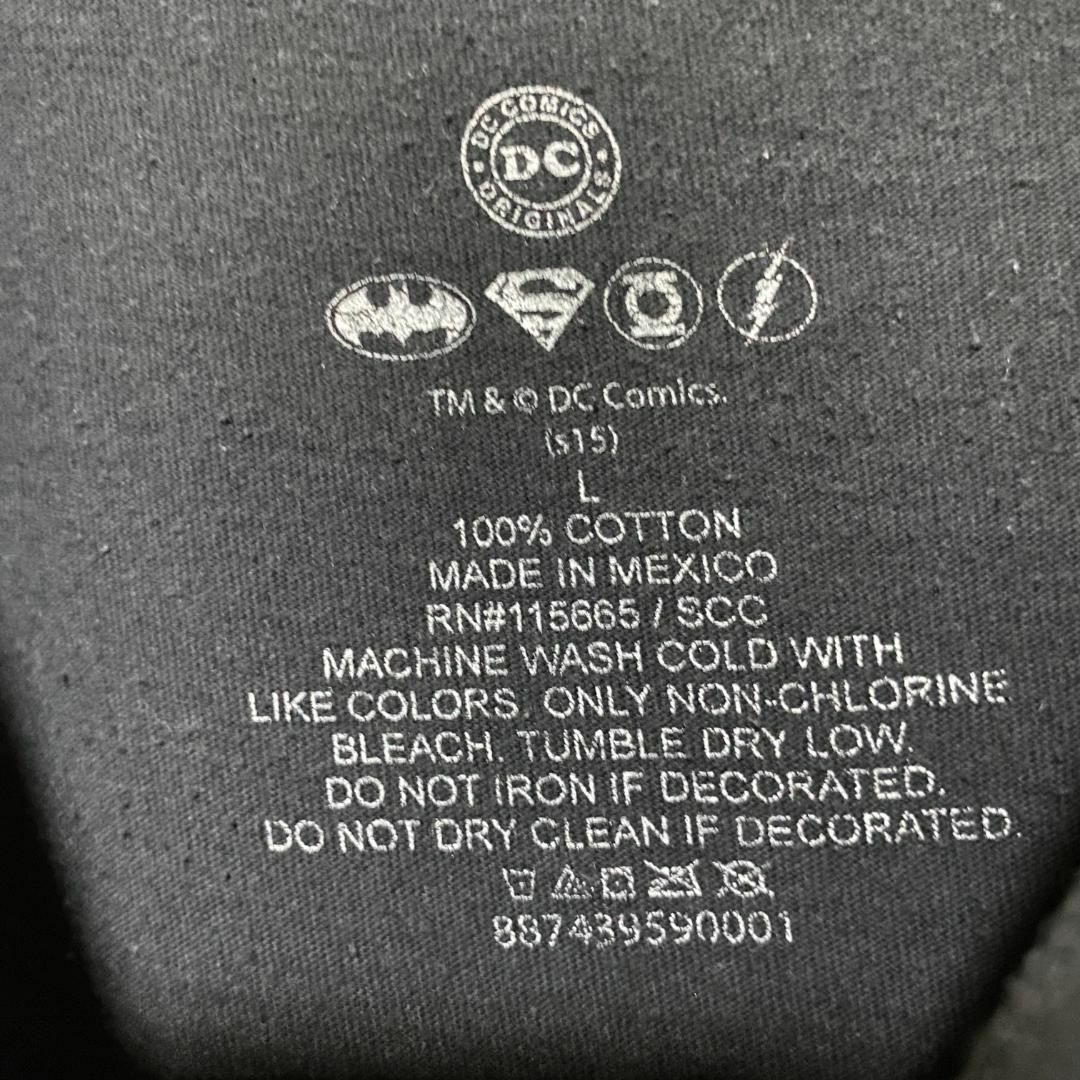 DC COMICS
DC
ORIGINALS
TM & © DC Comics.
(s15)
L
100% COTTON
MADE IN MEXICO
RN#115665 / SCC
MACHINE WASH COLD WITH
LIKE COLORS. ONLY NON-CHLORINE
BLEACH. TUMBLE DRY LOW.
DO NOT IRON IF DECORATED.
DO NOT DRY CLEAN IF DECORATED.
887439590001